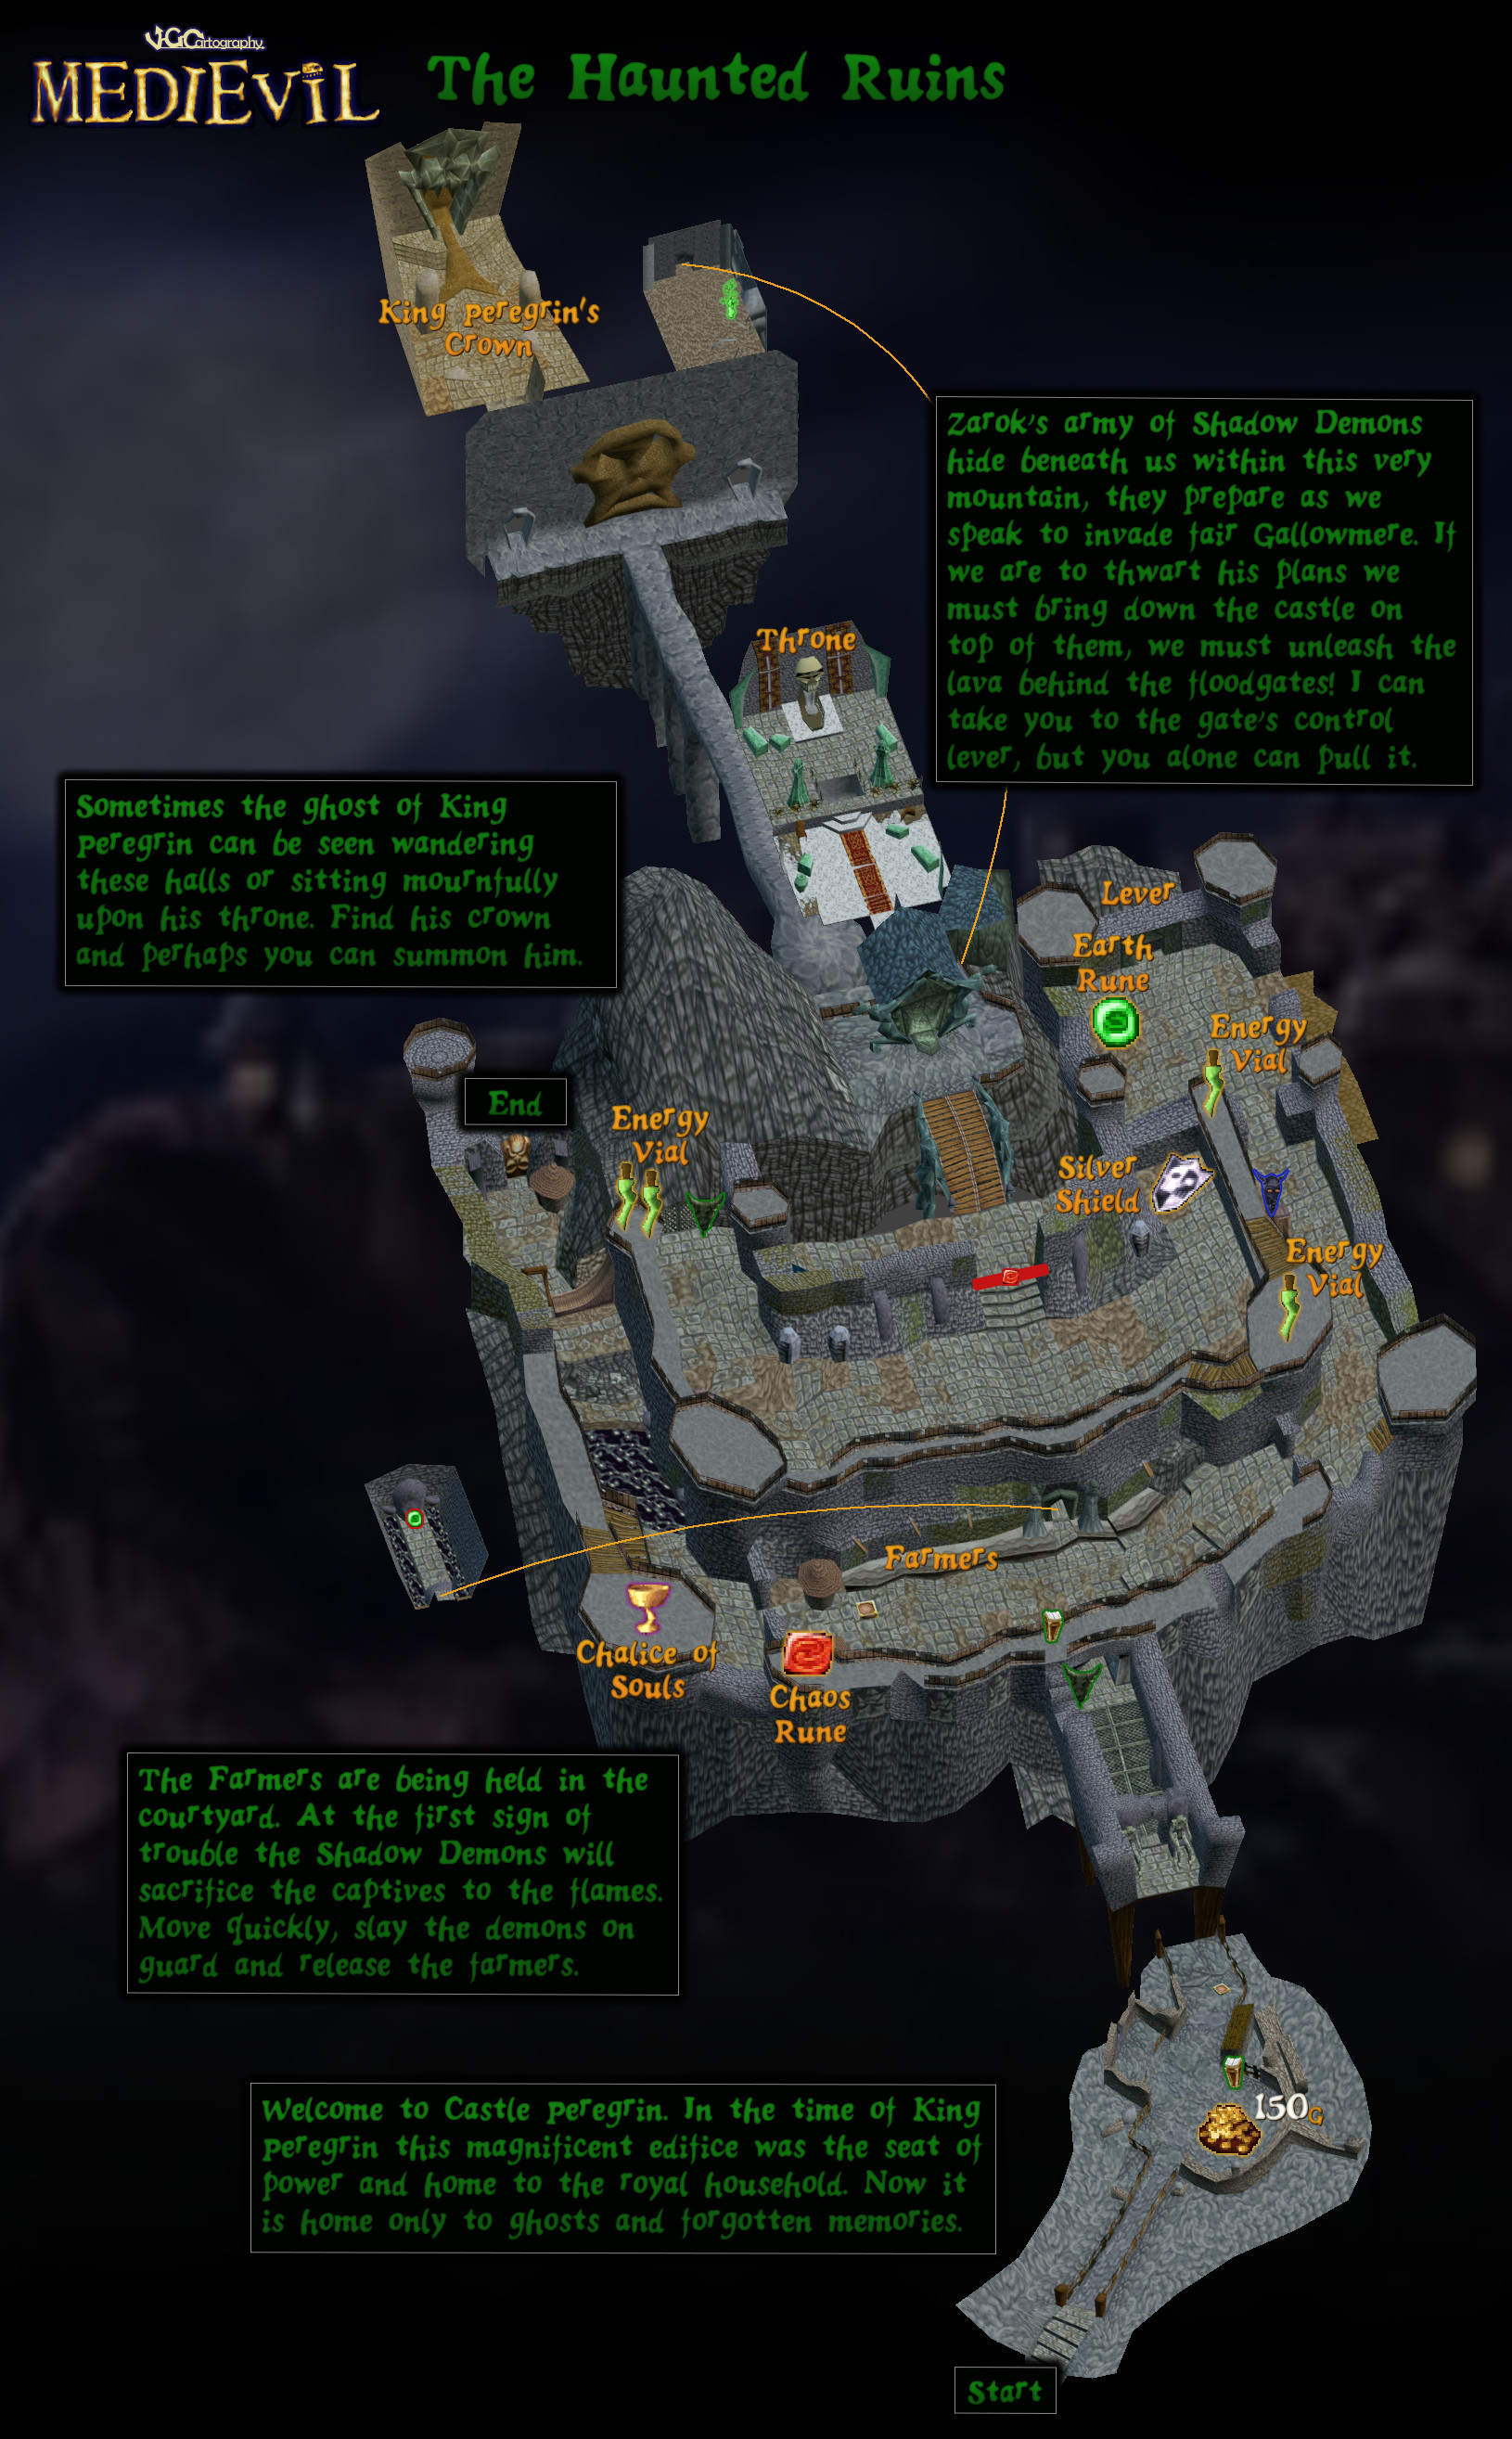 VGCartography
MEDIEVIL
The Haunted Ruins
King Peregrin's
Crown
Zarok's army of Shadow Demons
hide beneath us within this very
mountain, they prepare as we
speak to invade fair Gallowmere. If
we are to thwart his plans we
must bring down the castle on
top of them, we must unleash the
lava behind the floodgates! I can
take you to the gate's control
lever, but you alone can pull it.
Throne
Sometimes the ghost of King
Peregrin can be seen wandering
these halls or sitting mournfully
upon his throne. Find his crown
and perhaps you can summon him.
Lever
Earth
Rune
Energy
Vial
End
Energy
Vial
Silver
Shield
Energy
Vial
Farmers
Chalice of
Souls
Chaos
Rune
The Farmers are being held in the
courtyard. At the first sign of
trouble the Shadow Demons will
sacrifice the captives to the flames.
Move quickly, slay the demons on
guard and release the farmers.
150G
Welcome to Castle Peregrin. In the time of King
Peregrin this magnificent edifice was the seat of
power and home to the royal household. Now it
is home only to ghosts and forgotten memories.
Start